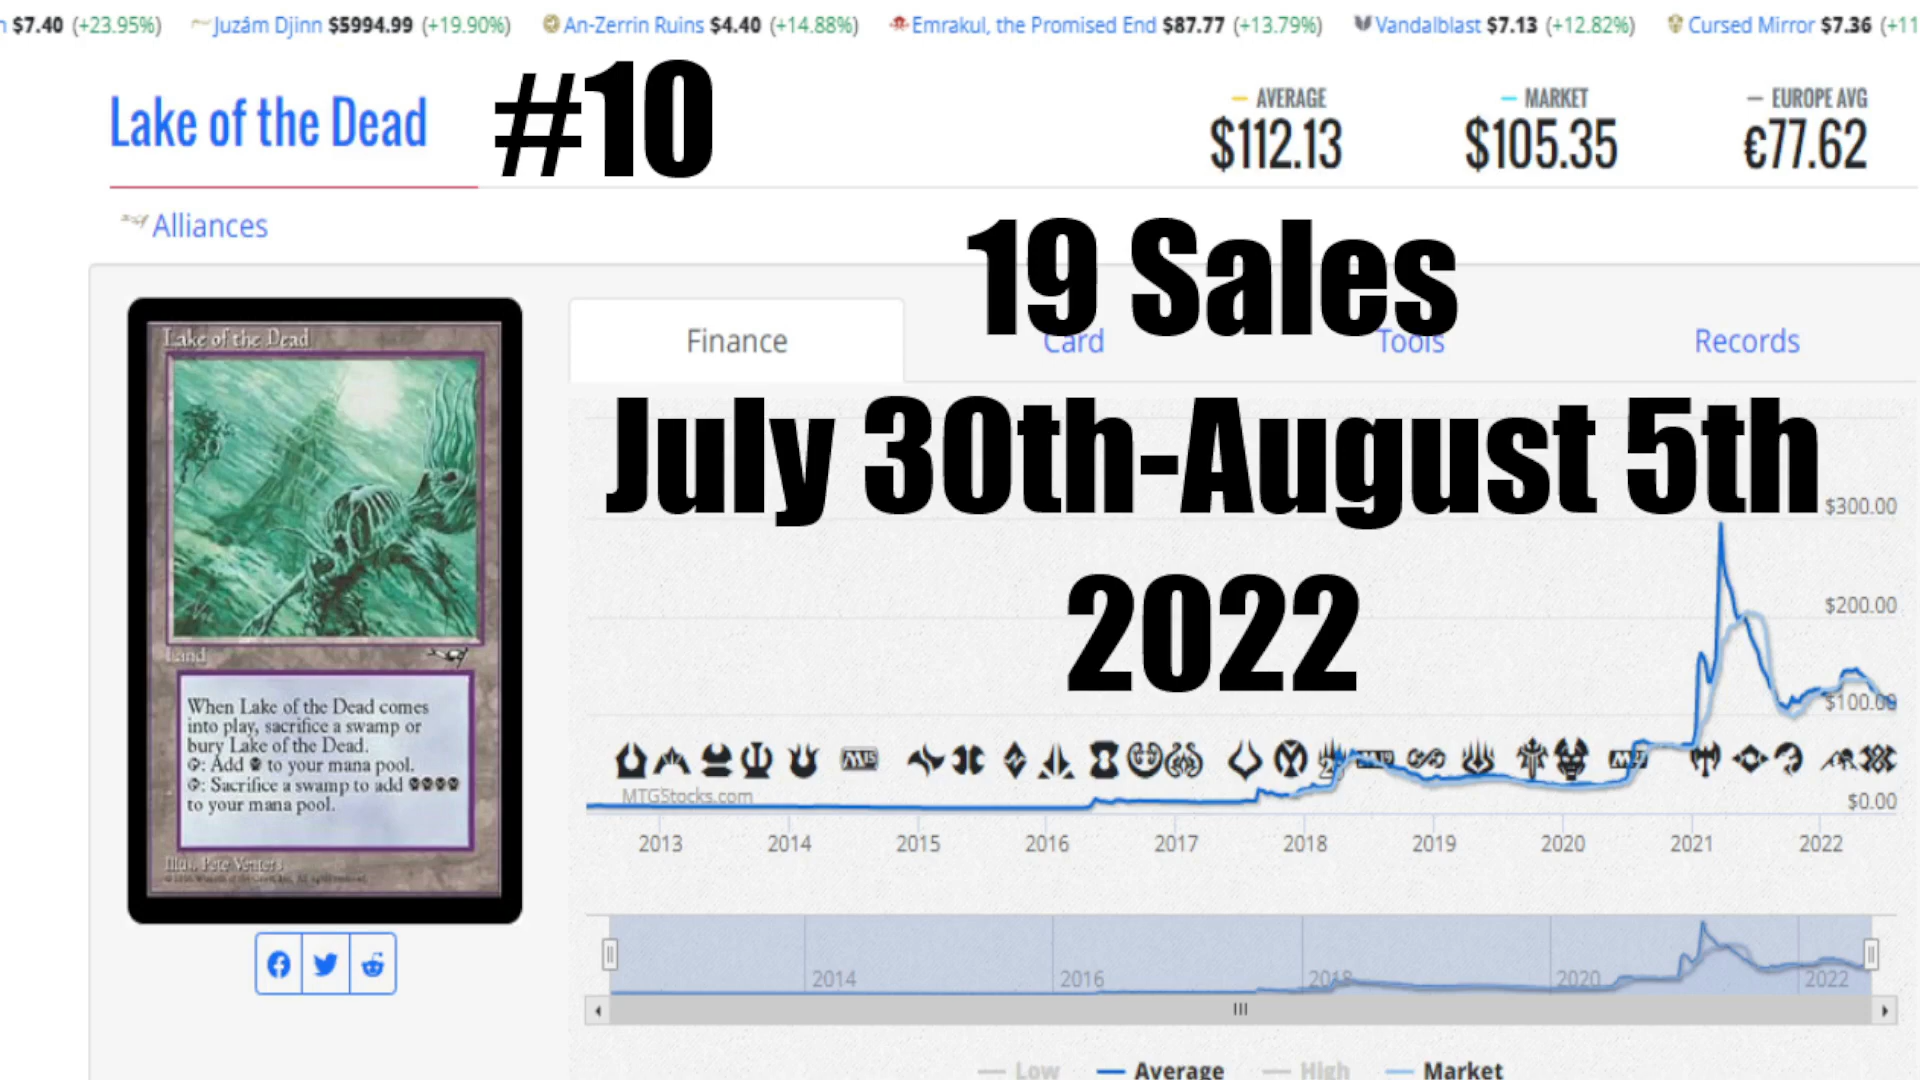 $7.40 (+23.95%) Juzám Djinn $5994.99 (+19.90%) An-Zerrin Ruins $4.40 (+14.88%) Emrakul, the Promised End $87.77 (+13.79%) Vandalblast $7.13 (+12.82%) Cursed Mirror $7.36 (+11
Lake of the Dead #10
AVERAGE MARKET EUROPE AVG
$112.13 $105.35 €77.62
Alliances
19 Sales
Finance Card Tools Records
July 30th-August 5th
2022
Lake of the Dead
Land
When Lake of the Dead comes
into play, sacrifice a swamp or
bury Lake of the Dead.
: Add to your mana pool.
: Sacrifice a swamp to add
to your mana pool.
Illus. Pete Venters
$300.00
$200.00
$100.00
$0.00
MTGStocks.com
2013 2014 2015 2016 2017 2018 2019 2020 2021 2022
2014 2016 2018 2020 2022
Low Average High Market